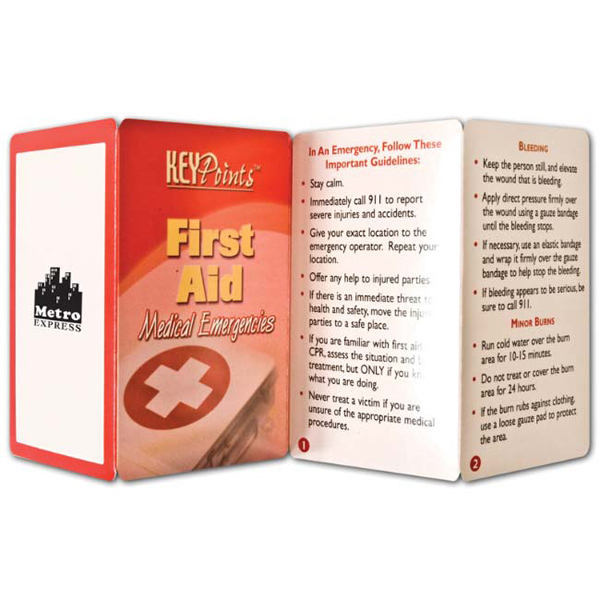 Metro
EXPRESS
KEYPoints™
First
Aid
Medical Emergencies
In An Emergency, Follow These
Important Guidelines:
• Stay calm.
• Immediately call 911 to report
severe injuries and accidents.
• Give your exact location to the
emergency operator. Repeat your
location.
• Offer any help to injured parties
• If there is an immediate threat
health and safety, move the
parties to a safe place.
• If you are familiar with first
CPR, assess the situation and
treatment, but ONLY if you
what you are doing.
• Never treat a victim if you are
unsure of the appropriate medical
procedures.
1
BLEEDING
• Keep the person still, and elevate
the wound that is bleeding.
• Apply direct pressure firmly over
the wound using a gauze bandage
until the bleeding stops.
• If necessary, use an elastic bandage
and wrap it firmly over the gauze
bandage to help stop the bleeding.
• If bleeding appears to be serious, be
sure to call 911.
MINOR BURNS
• Run cold water over the burn
area for 10-15 minutes.
• Do not treat or cover the burn
area for 24 hours.
• If the burn rubs against clothing,
use a loose gauze pad to protect
the area.
2